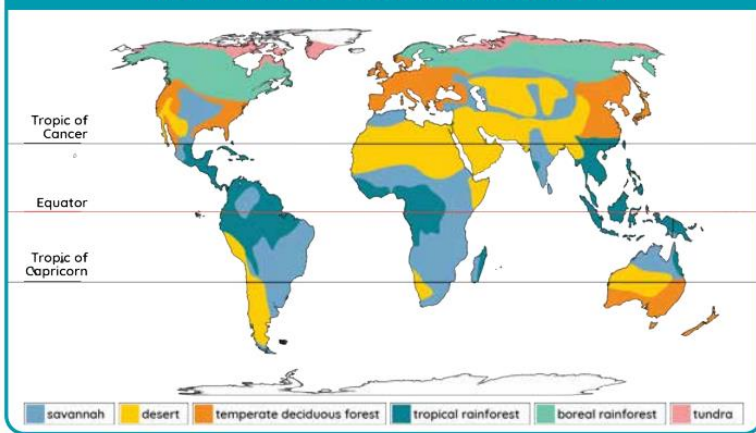 Tropic of
Cancer
Equator
Tropic of
Capricorn
savannah
desert
temperate deciduous forest
tropical rainforest
boreal rainforest
tundra